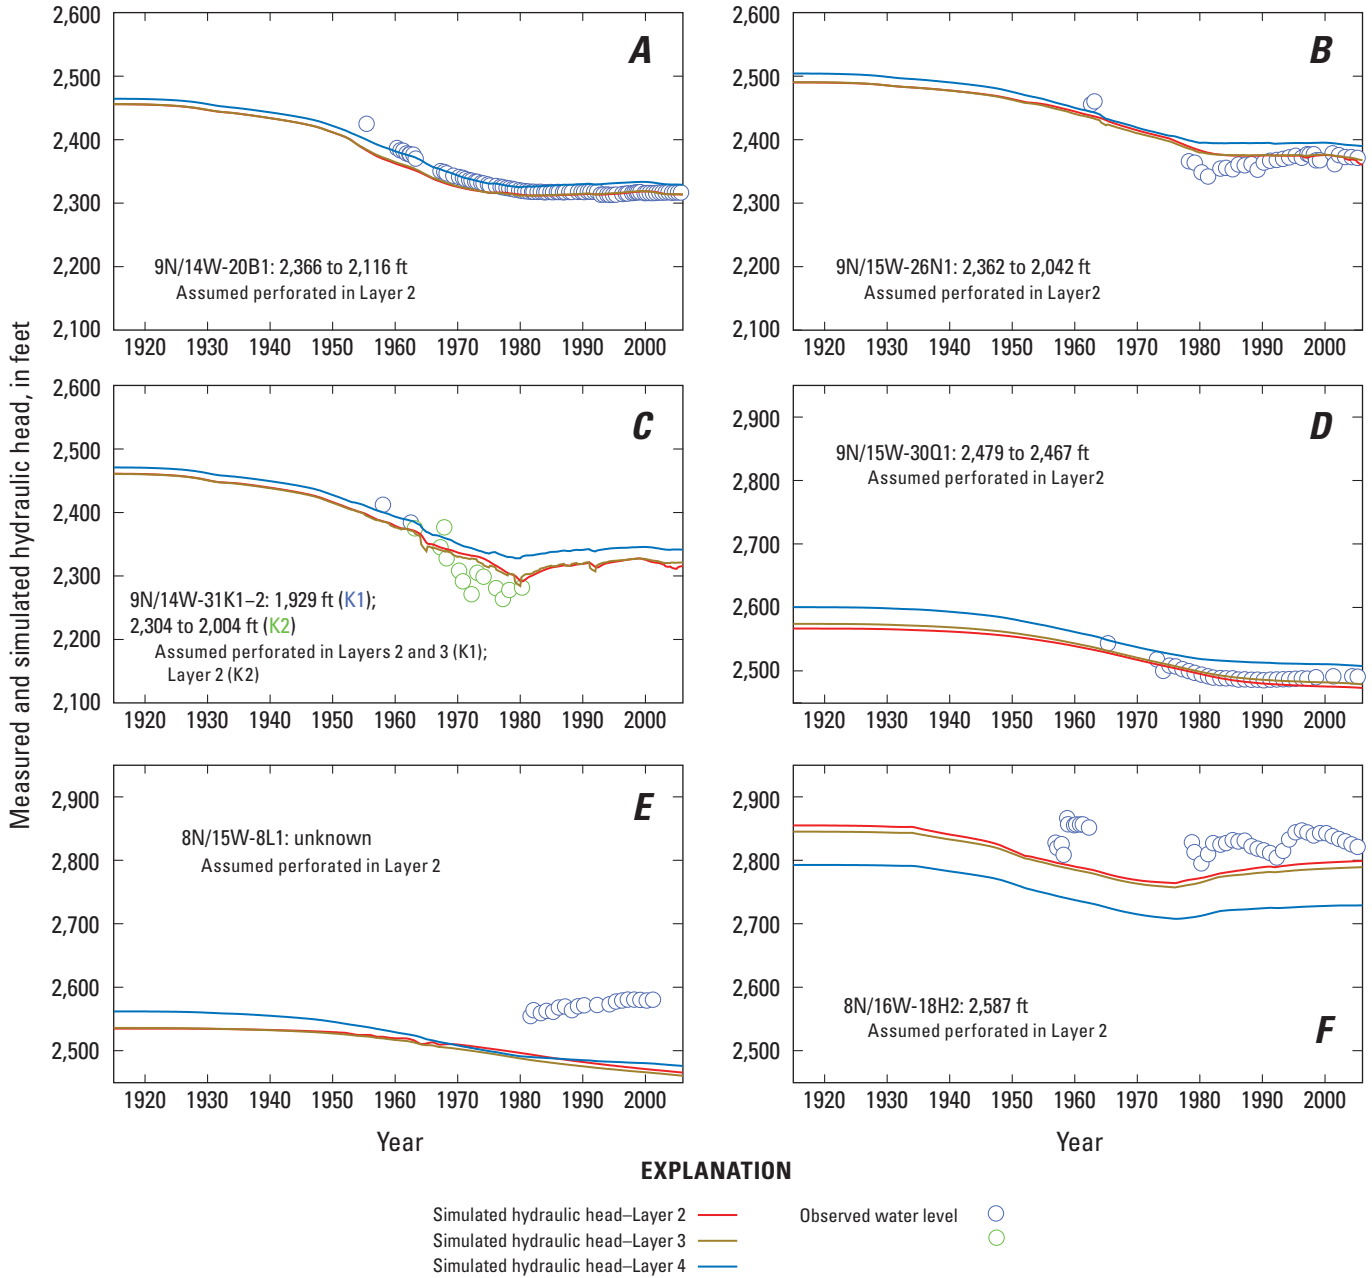 Measured and simulated hydraulic head, in feet
2,600
2,500
2,400
2,300
2,200
2,100
A
9N/14W-20B1: 2,366 to 2,116 ft
Assumed perforated in Layer 2
1920 1930 1940 1950 1960 1970 1980 1990 2000
2,600
2,500
2,400
2,300
2,200
2,100
B
9N/15W-26N1: 2,362 to 2,042 ft
Assumed perforated in Layer2
1920 1930 1940 1950 1960 1970 1980 1990 2000
2,600
2,500
2,400
2,300
2,200
2,100
C
9N/14W-31K1–2: 1,929 ft (K1);
2,304 to 2,004 ft (K2)
Assumed perforated in Layers 2 and 3 (K1);
Layer 2 (K2)
1920 1930 1940 1950 1960 1970 1980 1990 2000
2,900
2,800
2,700
2,600
2,500
D
9N/15W-30Q1: 2,479 to 2,467 ft
Assumed perforated in Layer2
1920 1930 1940 1950 1960 1970 1980 1990 2000
2,900
2,800
2,700
2,600
2,500
E
8N/15W-8L1: unknown
Assumed perforated in Layer 2
1920 1930 1940 1950 1960 1970 1980 1990 2000
Year
2,900
2,800
2,700
2,600
2,500
8N/16W-18H2: 2,587 ft
Assumed perforated in Layer 2
F
1920 1930 1940 1950 1960 1970 1980 1990 2000
Year
EXPLANATION
Simulated hydraulic head–Layer 2
Simulated hydraulic head–Layer 3
Simulated hydraulic head–Layer 4
Observed water level